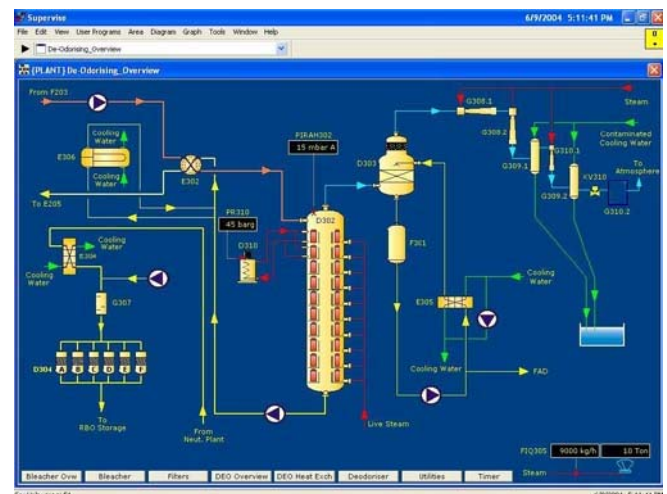 Supervise
6/9/2004 5:11:41 PM
File Edit View User Programs Area Diagram Graph Tools Window Help
De-Odorising_Overview
[PLANT] De-Odorising_Overview
From F203
Cooling
Water
E306
Cooling
Water
To E205
E302
PIRAH302
15 mbar A
D302
PR310
45 barg
D310
D303
F301
G308.1
G308.2
Steam
Contaminated
Cooling Water
G309.1
G310.1
G309.2
KV310
To
Atmosphere
G310.2
E304
Cooling
Water
G307
D304
A B C D E F
To
RBO Storage
From
Neut. Plant
Live Steam
E305
Cooling
Water
Cooling Water
FAD
FIQ305
9000 kg/h
10 Ton
Steam
Bleacher Ovw
Bleacher
Filters
DEO Overview
DEO Heat Exch
Deodoriser
Utilities
Timer